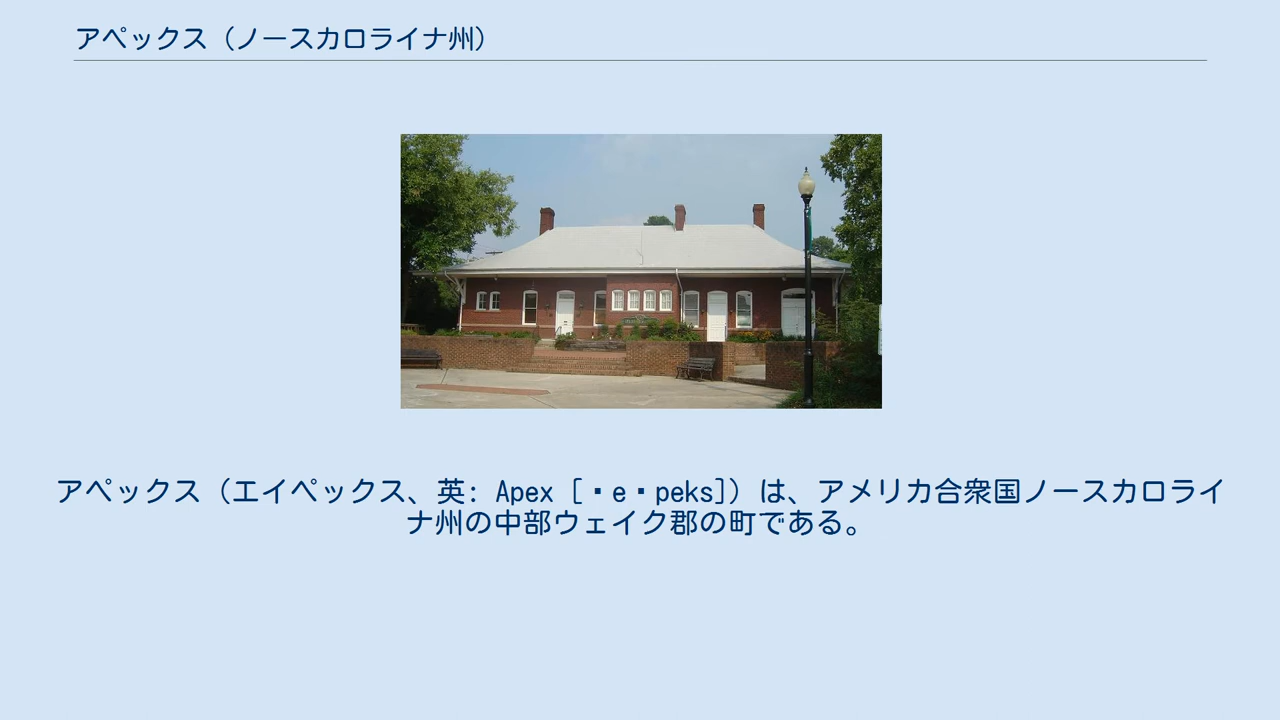 アペックス（ノースカロライナ州）
アペックス（エイペックス、英: Apex [・e・peks]）は、アメリカ合衆国ノースカロライ
ナ州の中部ウェイク郡の町である。